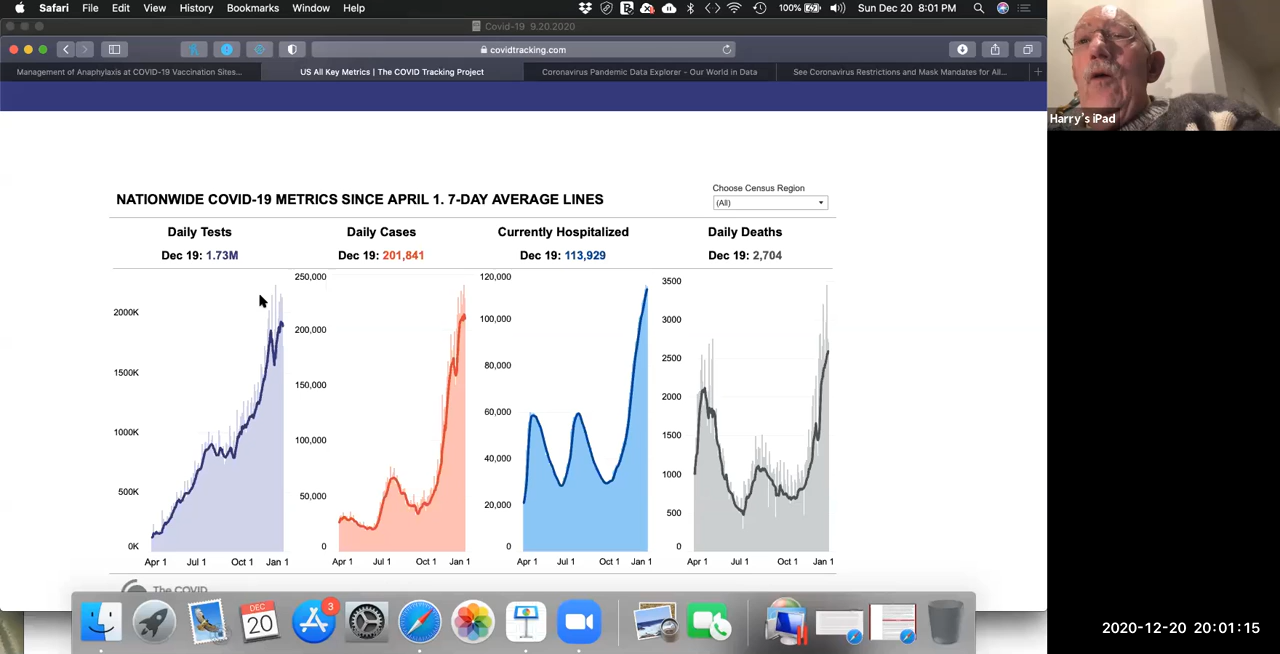 Safari File Edit View History Bookmarks Window Help 100% Sun Dec 20 8:01 PM
Covid-19 9.20.2020
covidtracking.com
Management of Anaphylaxis at COVID-19 Vaccination Sites... US All Key Metrics | The COVID Tracking Project Coronavirus Pandemic Data Explorer - Our World in Data See Coronavirus Restrictions and Mask Mandates for All...
Harry's iPad
Choose Census Region
NATIONWIDE COVID-19 METRICS SINCE APRIL 1. 7-DAY AVERAGE LINES
(All)
Daily Tests
Dec 19: 1.73M
2000K
1500K
1000K
500K
0K
Apr 1 Jul 1 Oct 1 Jan 1
Daily Cases
Dec 19: 201,841
250,000
200,000
150,000
100,000
50,000
0
Apr 1 Jul 1 Oct 1 Jan 1
Currently Hospitalized
Dec 19: 113,929
120,000
100,000
80,000
60,000
40,000
20,000
0
Apr 1 Jul 1 Oct 1 Jan 1
Daily Deaths
Dec 19: 2,704
3500
3000
2500
2000
1500
1000
500
0
Apr 1 Jul 1 Oct 1 Jan 1
The COVID
DEC
20
3
2020-12-20 20:01:15